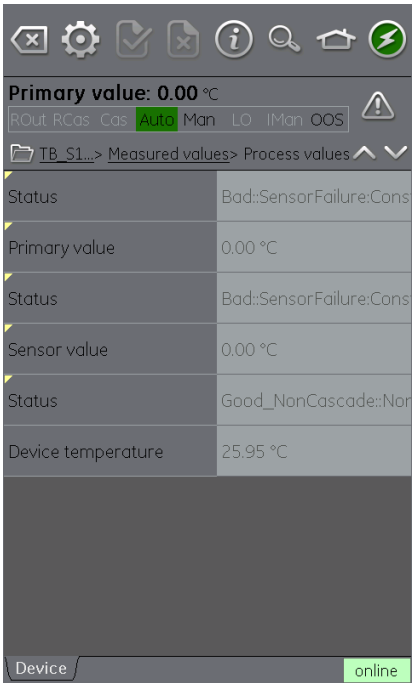 Primary value: 0.00 °C
ROut RCas Cas Auto Man LO IMan OOS
TB_S1...> Measured values> Process values
Status Bad::SensorFailure:Cons
Primary value 0.00 °C
Status Bad::SensorFailure:Cons
Sensor value 0.00 °C
Status Good_NonCascade::Nor
Device temperature 25.95 °C
Device online